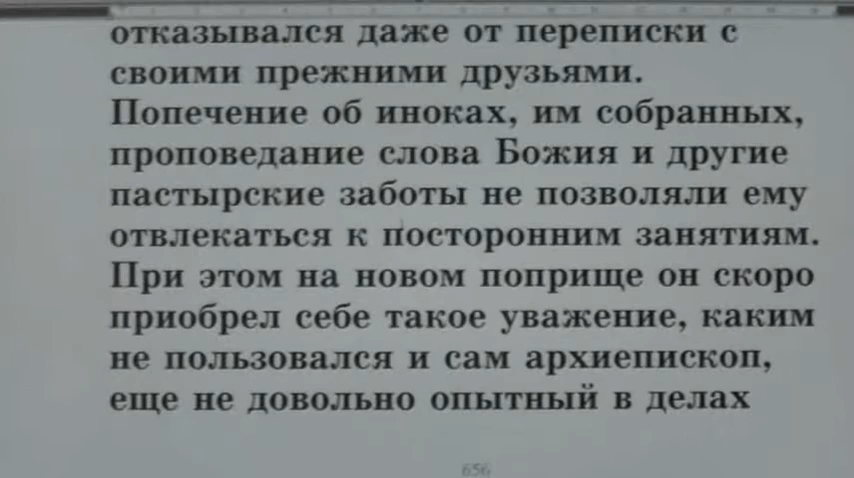 отказывался даже от переписки с
своими прежними друзьями.
Попечение об иноках, им собранных,
проповедание слова Божия и другие
пастырские заботы не позволяли ему
отвлекаться к посторонним занятиям.
При этом на новом поприще он скоро
приобрел себе такое уважение, каким
не пользовался и сам архиепископ,
еще не довольно опытный в делах
656